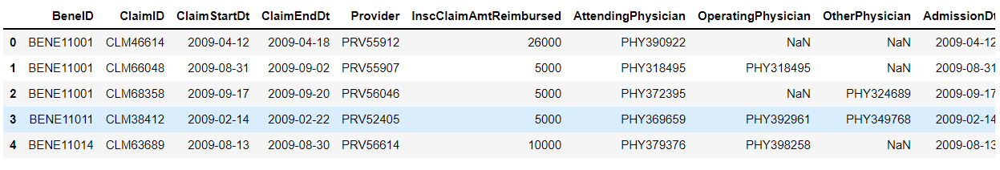 BeneID ClaimID ClaimStartDt ClaimEndDt Provider InscClaimAmtReimbursed AttendingPhysician OperatingPhysician OtherPhysician AdmissionDt
0 BENE11001 CLM46614 2009-04-12 2009-04-18 PRV55912 26000 PHY390922 NaN NaN 2009-04-12
1 BENE11001 CLM66048 2009-08-31 2009-09-02 PRV55907 5000 PHY318495 PHY318495 NaN 2009-08-31
2 BENE11001 CLM68358 2009-09-17 2009-09-20 PRV56046 5000 PHY372395 NaN PHY324689 2009-09-17
3 BENE11011 CLM38412 2009-02-14 2009-02-22 PRV52405 5000 PHY369659 PHY392961 PHY349768 2009-02-14
4 BENE11014 CLM63689 2009-08-13 2009-08-30 PRV56614 10000 PHY379376 PHY398258 NaN 2009-08-13